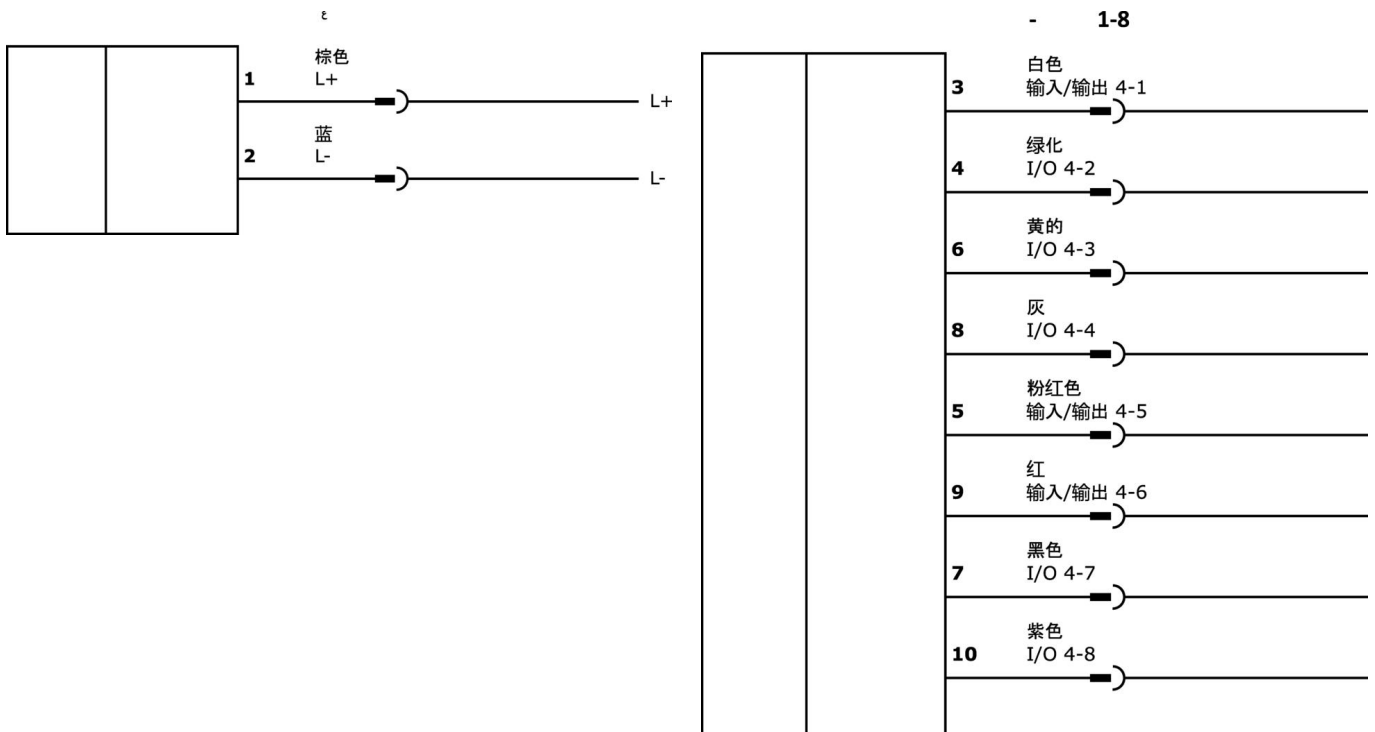 ع
棕色
1 L+
L+
蓝
2 L-
L-
- 1-8
白色
3 输入/输出 4-1
绿化
4 I/O 4-2
黄的
6 I/O 4-3
灰
8 I/O 4-4
粉红色
5 输入/输出 4-5
红
9 输入/输出 4-6
黑色
7 I/O 4-7
紫色
10 I/O 4-8